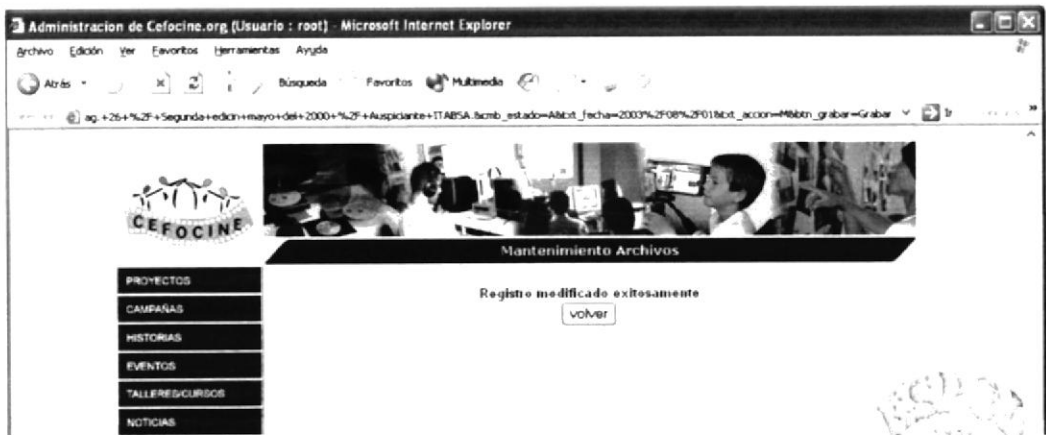 Administracion de Cefocine.org (Usuario : root) - Microsoft Internet Explorer
Archivo Edición Ver Favoritos Herramientas Ayuda
Atrás Búsqueda Favoritos Multimedia
ag.+26+%2F+Segunda+edicin+mayo+del+2000+%2F+Auspiciante+ITABSA.&cmb_estado=A&txt_fecha=2003%2F08%2F01&txt_accion=M&btn_grabar=Grabar Ir
CEFOCINE
Mantenimiento Archivos
PROYECTOS
CAMPAÑAS
HISTORIAS
EVENTOS
TALLERES/CURSOS
NOTICIAS
Registro modificado exitosamente
volver